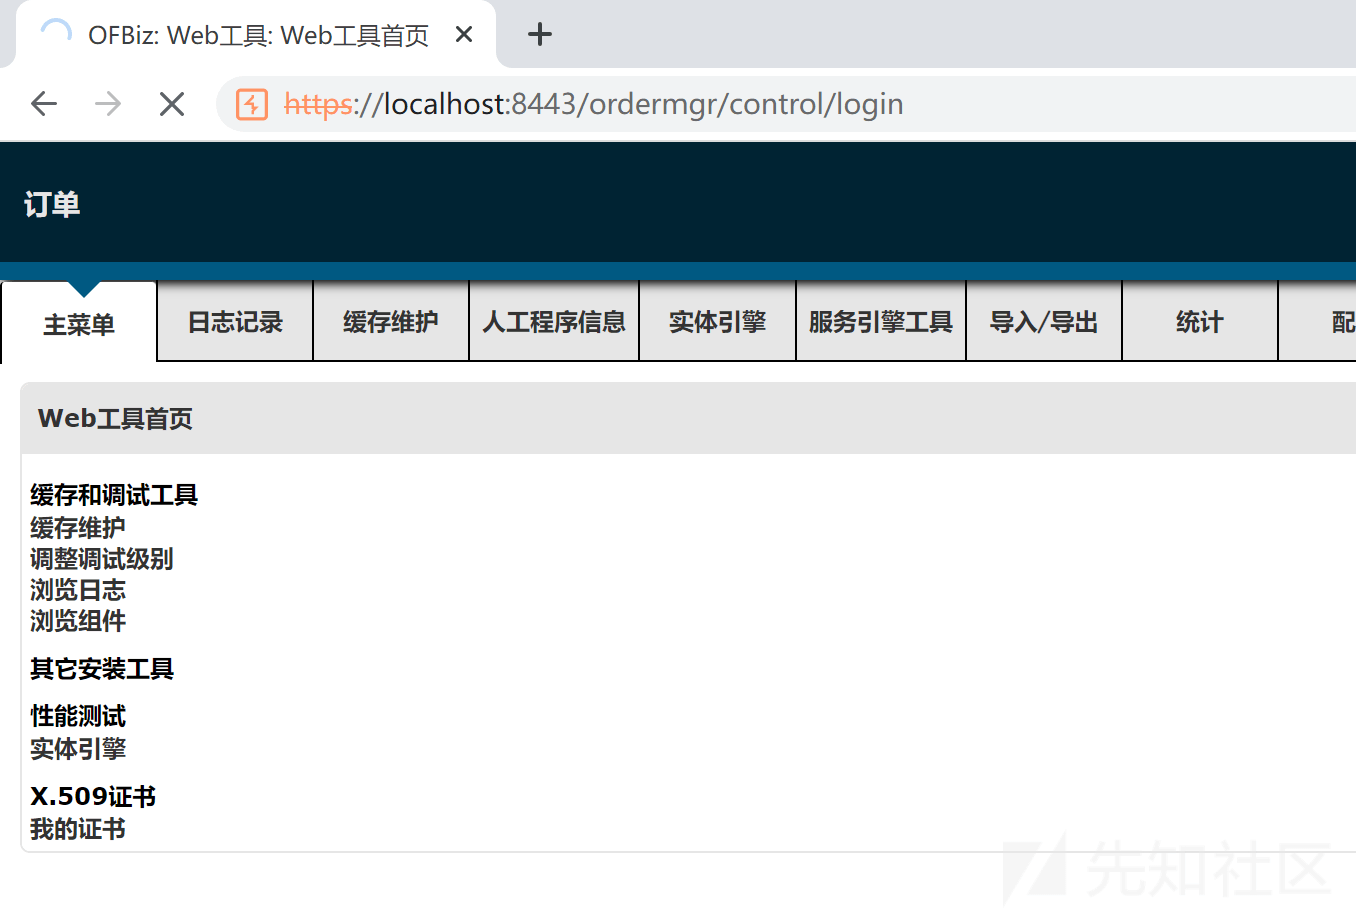 OFBiz: Web工具: Web工具首页
https://localhost:8443/ordermgr/control/login
订单
主菜单 日志记录 缓存维护 人工程序信息 实体引擎 服务引擎工具 导入/导出 统计 配
Web工具首页
缓存和调试工具
缓存维护
调整调试级别
浏览日志
浏览组件
其它安装工具
性能测试
实体引擎
X.509证书
我的证书
先知社区